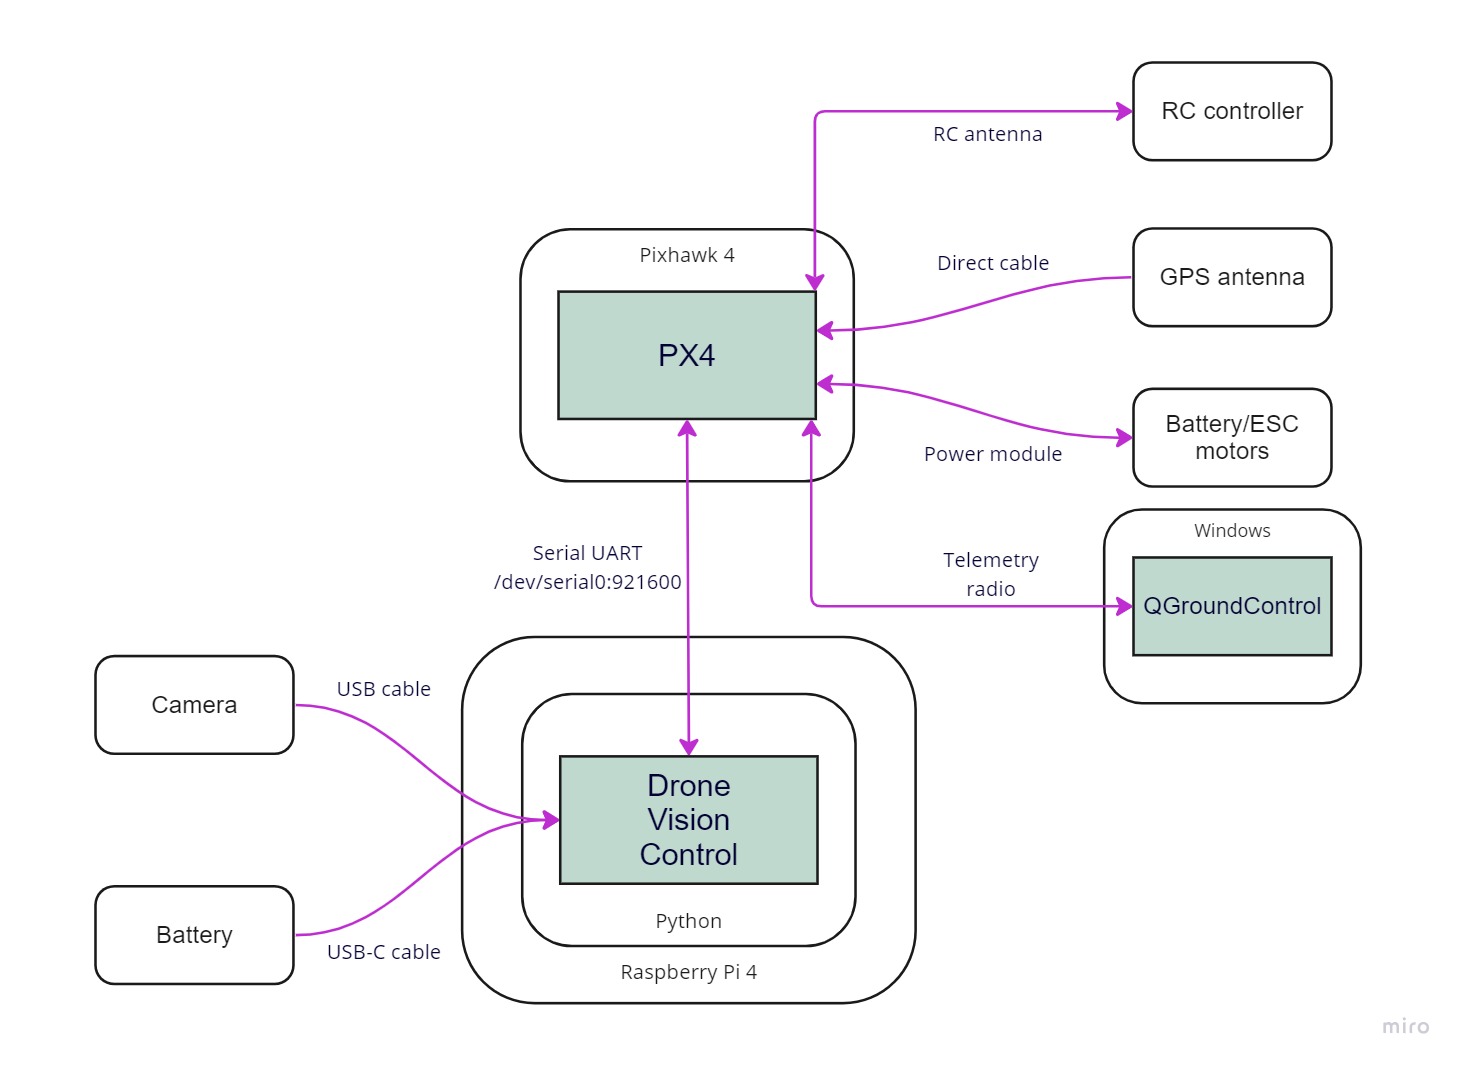 RC controller
RC antenna
Pixhawk 4
Direct cable
GPS antenna
PX4
Battery/ESC
motors
Power module
Windows
Serial UART
/dev/serial0:921600
Telemetry
radio
QGroundControl
Camera
USB cable
Drone
Vision
Control
Battery
USB-C cable
Python
Raspberry Pi 4
miro